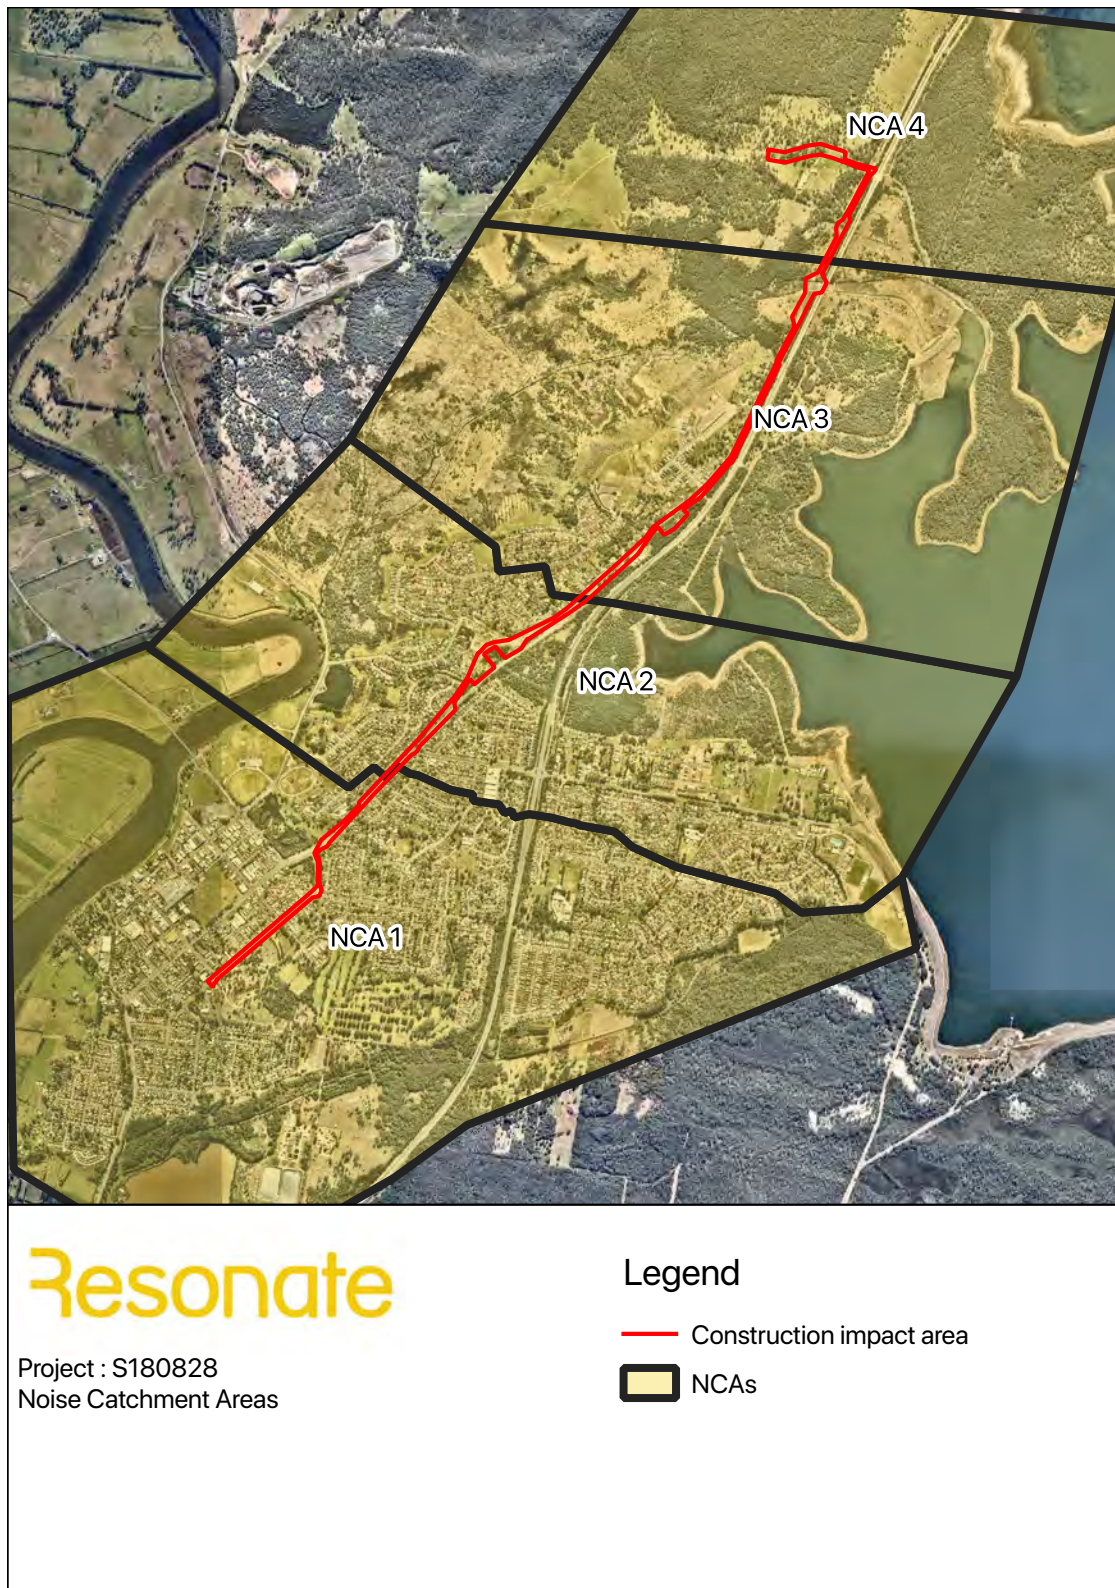 NCA 4
NCA 3
NCA 2
NCA 1
Resonate
Project : S180828
Noise Catchment Areas
Legend
Construction impact area
NCAs